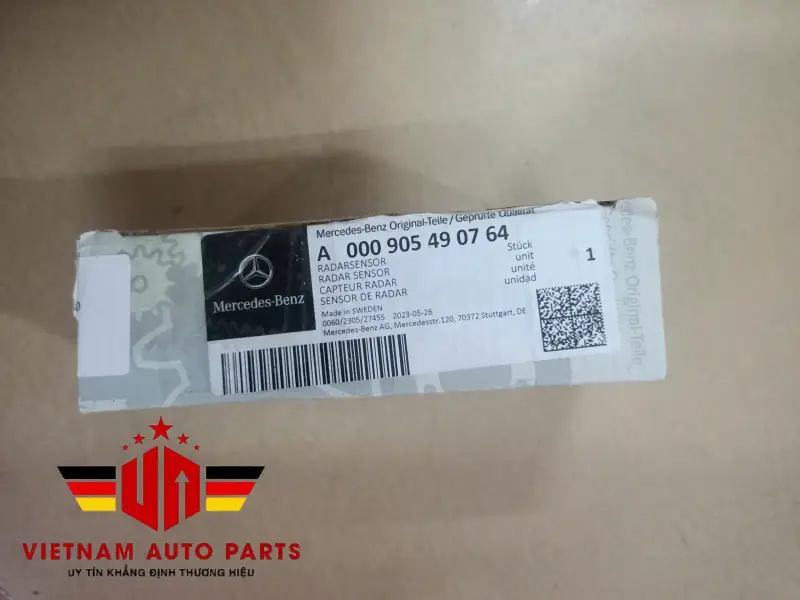 Mercedes-Benz Original-Teile / Geprüfte Qualität
A 000 905 49 07 64
Stück
RADARSENSOR
unit
RADAR SENSOR
unité
CAPTEUR RADAR
unidad
SENSOR DE RADAR
1
Made in SWEDEN
0060/2305/27455 2023-05-26
Mercedes-Benz AG, Mercedesstr.120, 70372 Stuttgart, DE
Mercedes-Benz
Mercedes-Benz
Original-Teile
VIETNAM AUTO PARTS
UY TÍN KHẲNG ĐỊNH THƯƠNG HIỆU